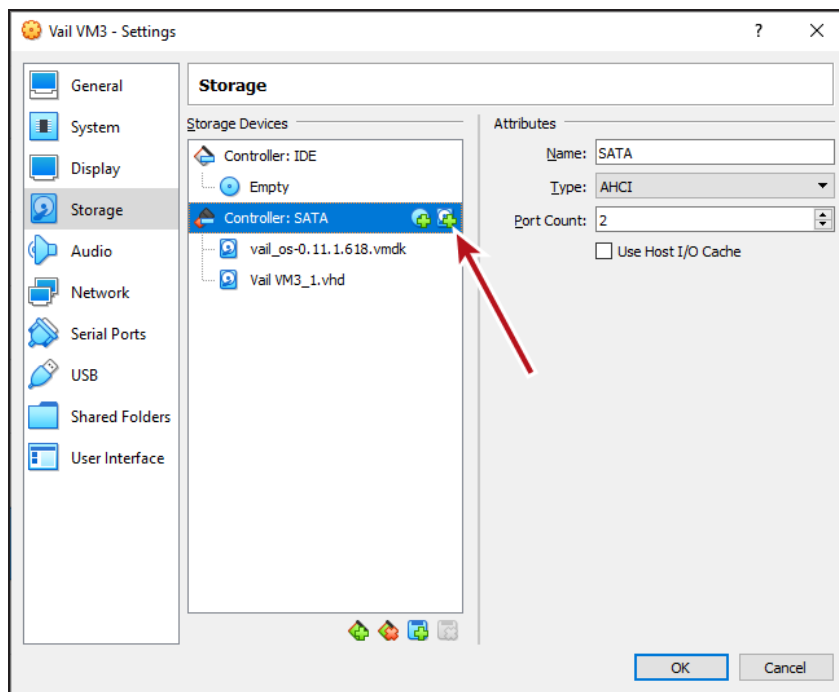 Vail VM3 - Settings
?
General
System
Display
Storage
Audio
Network
Serial Ports
USB
Shared Folders
User Interface
Storage
Storage Devices
Controller: IDE
Empty
Controller: SATA
vail_os-0.11.1.618.vmdk
Vail VM3_1.vhd
Attributes
Name: SATA
Type: AHCI
Port Count: 2
Use Host I/O Cache
OK
Cancel